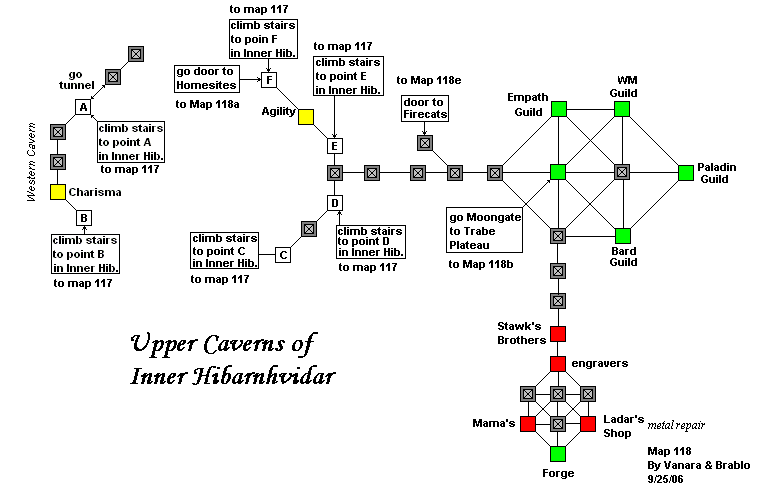 to map 117
climb stairs
to poin F
in Inner Hib.
to map 117
climb stairs
to point E
in Inner Hib.
go
tunnel
go door to
Homesites
to Map 118a
F
to Map 118e
door to
Firecats
WM
Guild
Empath
Guild
A
Agility
climb stairs
to point A
in Inner Hib.
to map 117
Western Cavern
E
Paladin
Guild
Charisma
B
D
climb stairs
to point B
in Inner Hib.
to map 117
climb stairs
to point C
in Inner Hib.
to map 117
C
climb stairs
to point D
in Inner Hib.
to map 117
go Moongate
to Trabe
Plateau
to Map 118b
Bard
Guild
Upper Caverns of
Inner Hibarnhvidar
Stawk's
Brothers
engravers
Mama's
Ladar's
Shop
metal repair
Forge
Map 118
By Vanara & Brablo
9/25/06